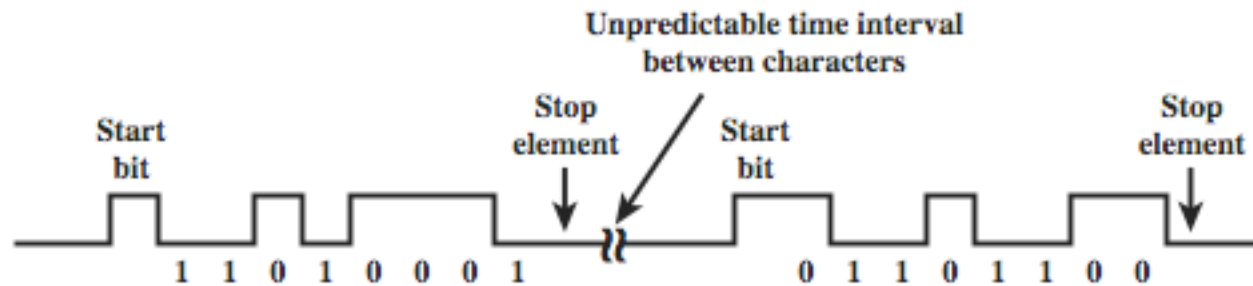 Unpredictable time interval
between characters
Stop
element
Start
bit
Start
bit
Stop
element
1 1 0 1 0 0 0 1
0 1 1 0 1 1 0 0